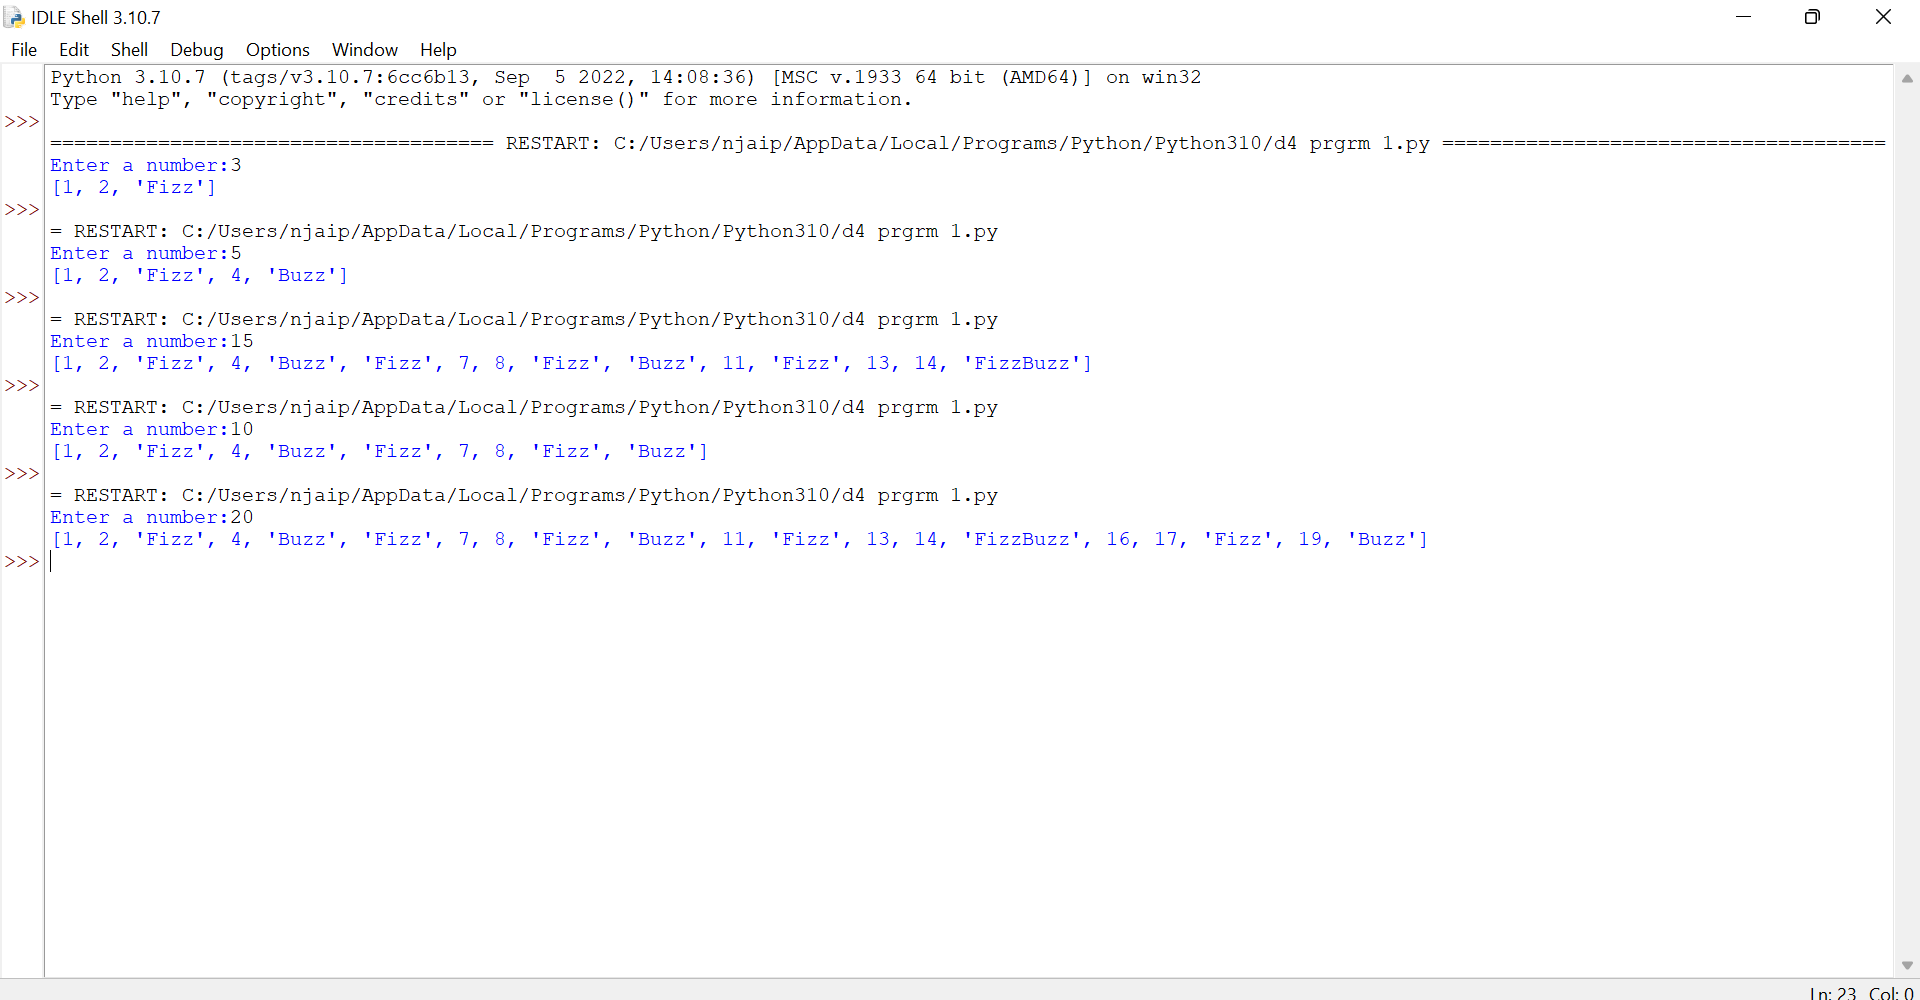 IDLE Shell 3.10.7
File Edit Shell Debug Options Window Help
Python 3.10.7 (tags/v3.10.7:6cc6b13, Sep  5 2022, 14:08:36) [MSC v.1933 64 bit (AMD64)] on win32
Type "help", "copyright", "credits" or "license()" for more information.
>>>
===================================== RESTART: C:/Users/njaip/AppData/Local/Programs/Python/Python310/d4 prgrm 1.py =====================================
Enter a number:3
[1, 2, 'Fizz']
>>>
= RESTART: C:/Users/njaip/AppData/Local/Programs/Python/Python310/d4 prgrm 1.py
Enter a number:5
[1, 2, 'Fizz', 4, 'Buzz']
>>>
= RESTART: C:/Users/njaip/AppData/Local/Programs/Python/Python310/d4 prgrm 1.py
Enter a number:15
[1, 2, 'Fizz', 4, 'Buzz', 'Fizz', 7, 8, 'Fizz', 'Buzz', 11, 'Fizz', 13, 14, 'FizzBuzz']
>>>
= RESTART: C:/Users/njaip/AppData/Local/Programs/Python/Python310/d4 prgrm 1.py
Enter a number:10
[1, 2, 'Fizz', 4, 'Buzz', 'Fizz', 7, 8, 'Fizz', 'Buzz']
>>>
= RESTART: C:/Users/njaip/AppData/Local/Programs/Python/Python310/d4 prgrm 1.py
Enter a number:20
[1, 2, 'Fizz', 4, 'Buzz', 'Fizz', 7, 8, 'Fizz', 'Buzz', 11, 'Fizz', 13, 14, 'FizzBuzz', 16, 17, 'Fizz', 19, 'Buzz']
>>>
Ln: 23 Col: 0